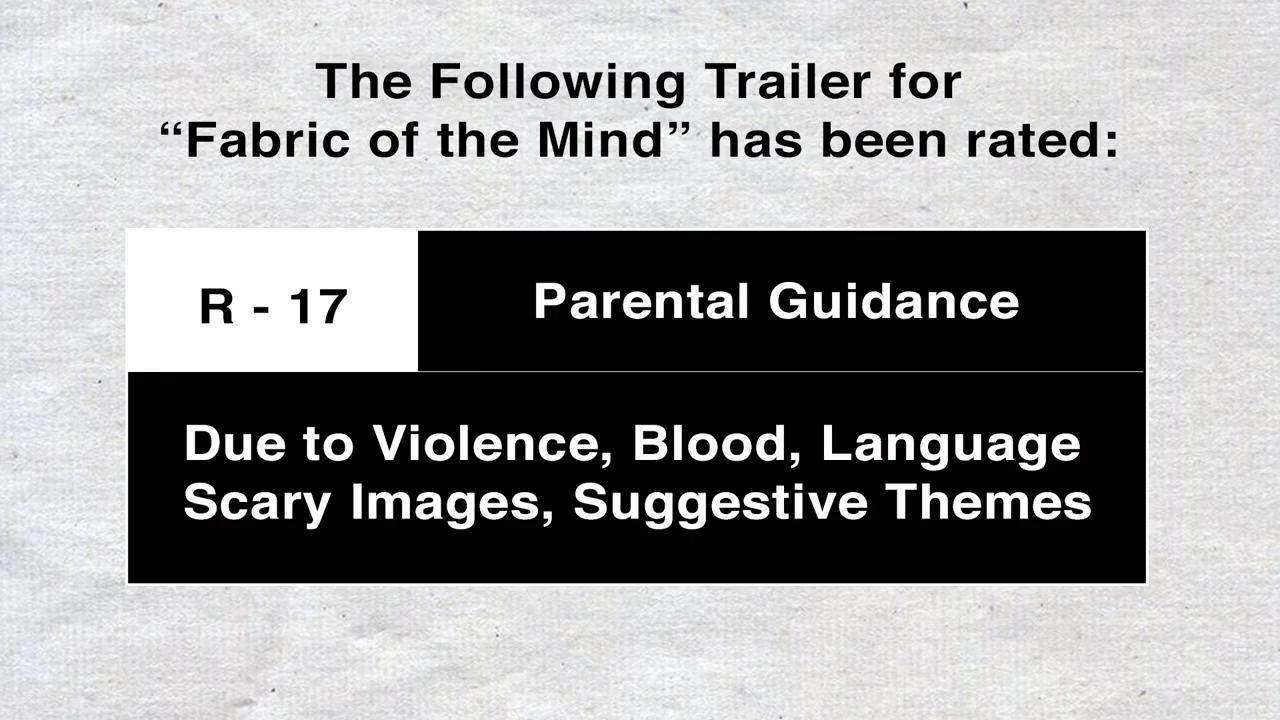 The Following Trailer for
“Fabric of the Mind” has been rated:
R - 17
Parental Guidance
Due to Violence, Blood, Language
Scary Images, Suggestive Themes